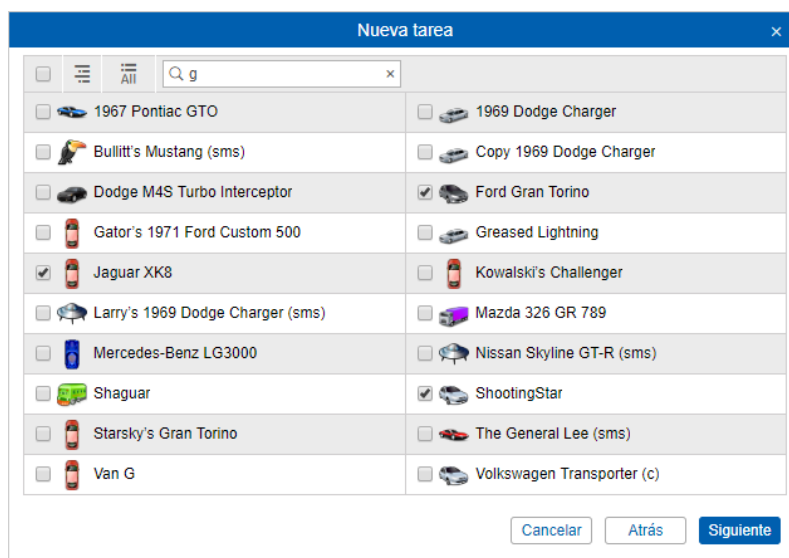 Nueva tarea ×
All g ×
1967 Pontiac GTO 1969 Dodge Charger
Bullitt's Mustang (sms) Copy 1969 Dodge Charger
Dodge M4S Turbo Interceptor Ford Gran Torino
Gator's 1971 Ford Custom 500 Greased Lightning
Jaguar XK8 Kowalski's Challenger
Larry's 1969 Dodge Charger (sms) Mazda 326 GR 789
Mercedes-Benz LG3000 Nissan Skyline GT-R (sms)
Shaguar ShootingStar
Starsky's Gran Torino The General Lee (sms)
Van G Volkswagen Transporter (c)
Cancelar Atrás Siguiente